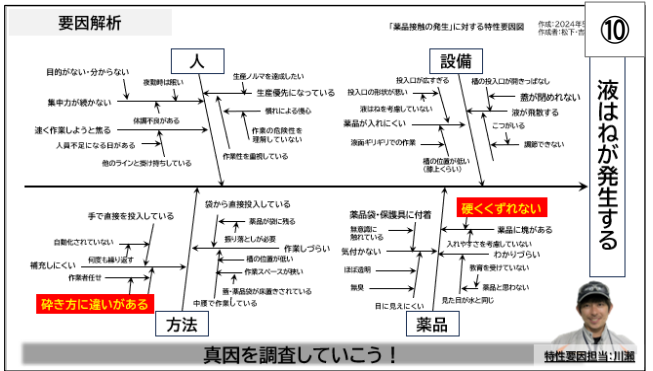 要因解析
「薬品接触の発生」に対する特性要因図
作成:2024年
作成者:松下・吉
⑩
液はねが発生する
人
目的がない・分からない
夜勤時は眠い
集中力が続かない
体調不良がある
速く作業しようと焦る
人員不足になる日がある
他のラインと受け持ちしている
生産ノルマを達成したい
生産優先になっている
慣れによる慢心
作業の危険性を
理解していない
作業性を重視している
設備
投入口が広すぎる
投入口の形状が悪い
液はねを考慮していない
薬品が入れにくい
液面ギリギリでの作業
槽の位置が低い
(膝上くらい)
槽の投入口が開きっぱなし
蓋が閉めれない
液が飛散する
こつがいる
調節できない
方法
手で直接を投入している
自動化されていない
何度も繰り返す
補充しにくい
作業者任せ
砕き方に違いがある
袋から直接投入している
薬品が袋に残る
振り落としが必要
作業しづらい
槽の位置が低い
作業スペースが狭い
蓋・薬品袋が床置きされている
中腰で作業している
薬品
薬品袋・保護具に付着
無意識に
触れている
気付かない
ほぼ透明
無臭
目に見えにくい
硬くくずれない
薬品に塊がある
入れやすさを考慮していない
わかりづらい
教育を受けていない
薬品と思わない
見た目が水と同じ
真因を調査していこう!
特性要因担当:川瀬